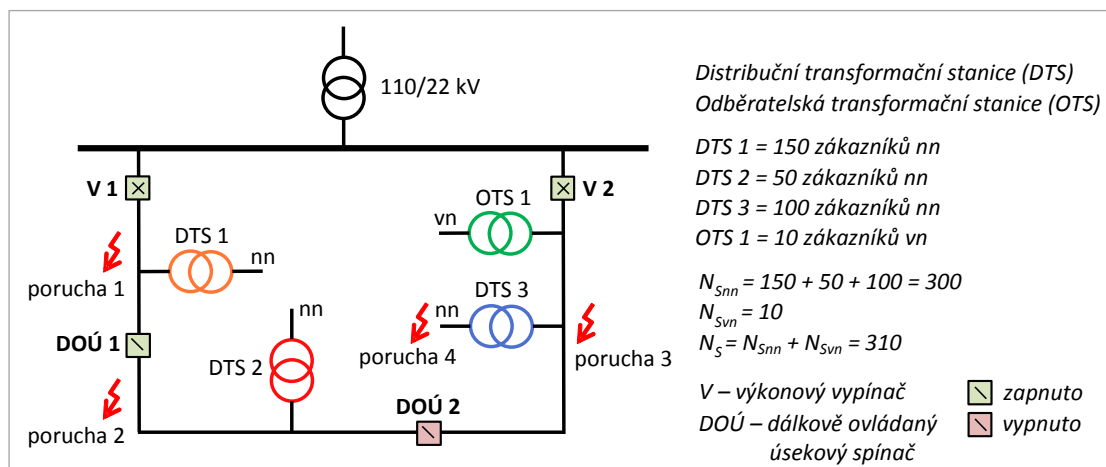 110/22 kV
V 1
V 2
OTS 1
vn
DTS 1
nn
porucha 1
DTS 3
nn
nn
DOÚ 1
porucha 4
porucha 3
DTS 2
DOÚ 2
porucha 2
Distribuční transformační stanice (DTS)
Odběratelská transformační stanice (OTS)
DTS 1 = 150 zákazníků nn
DTS 2 = 50 zákazníků nn
DTS 3 = 100 zákazníků nn
OTS 1 = 10 zákazníků vn
N_Snn = 150 + 50 + 100 = 300
N_Svn = 10
N_S = N_Snn + N_Svn = 310
V – výkonový vypínač
zapnuto
DOÚ – dálkově ovládaný
úsekový spínač
vypnuto